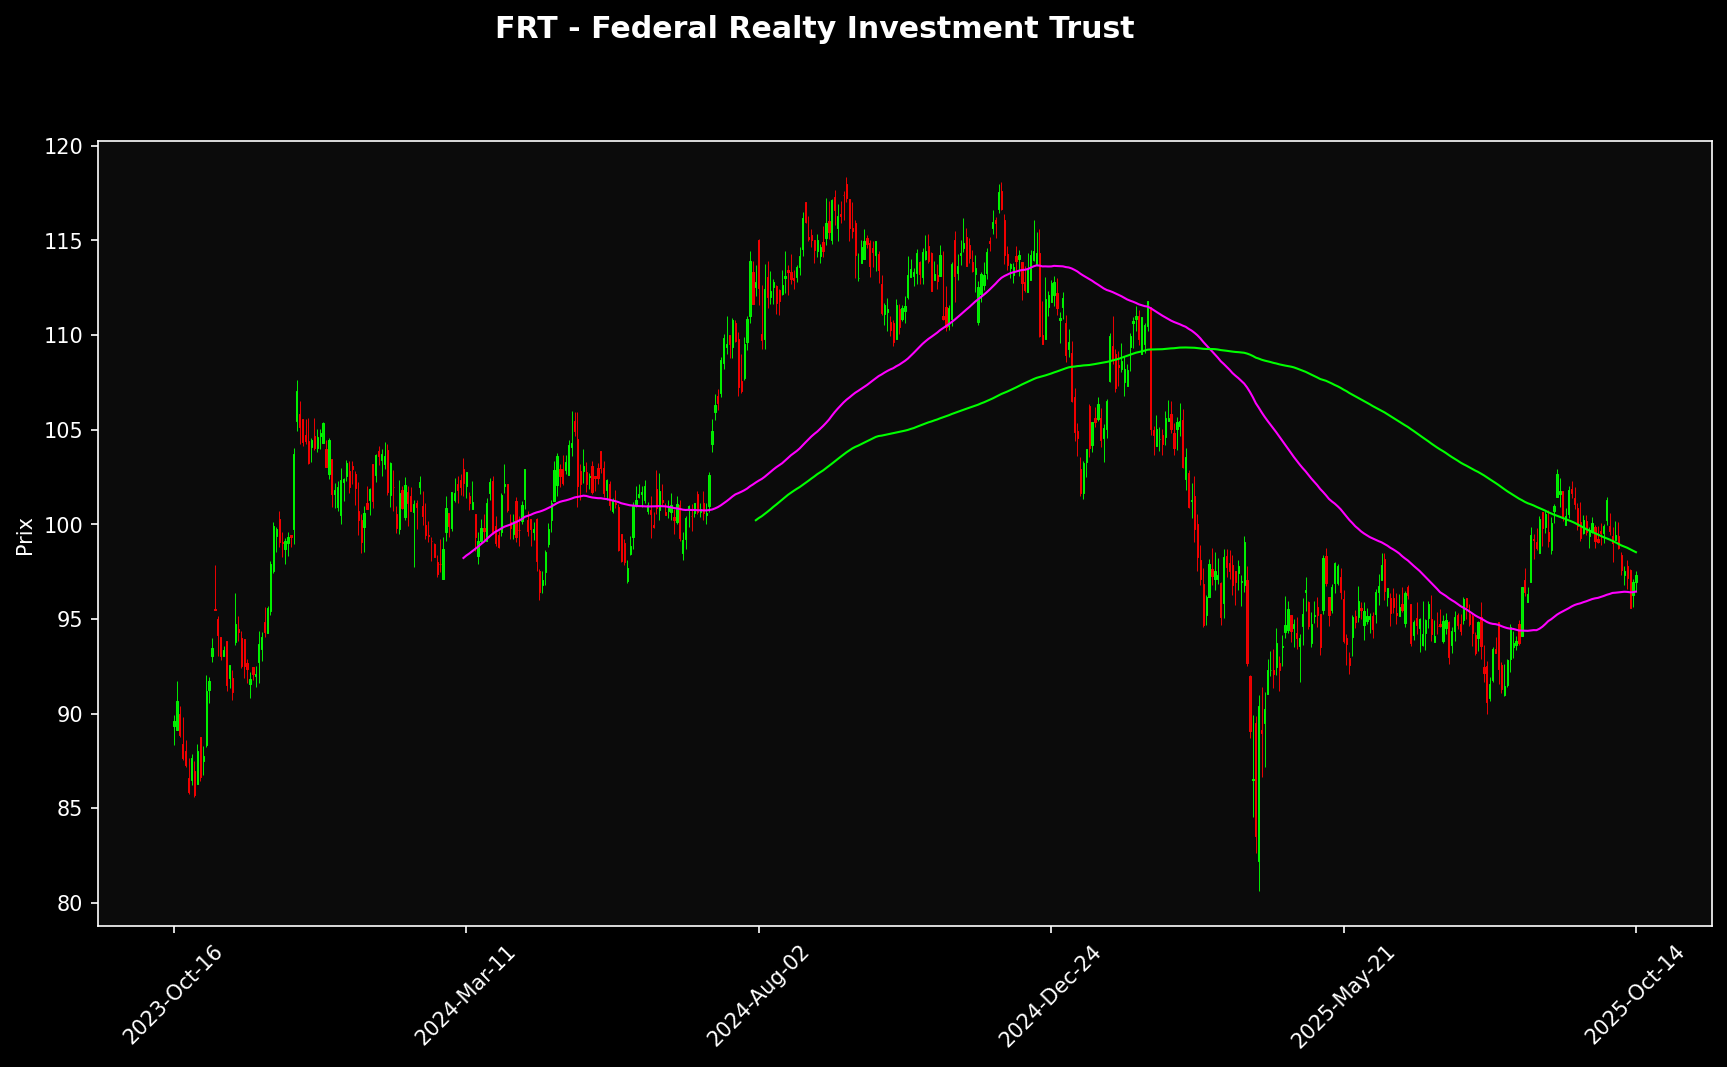 FRT - Federal Realty Investment Trust
Prix
120
115
110
105
100
95
90
85
80
2023-Oct-16
2024-Mar-11
2024-Aug-02
2024-Dec-24
2025-May-21
2025-Oct-14